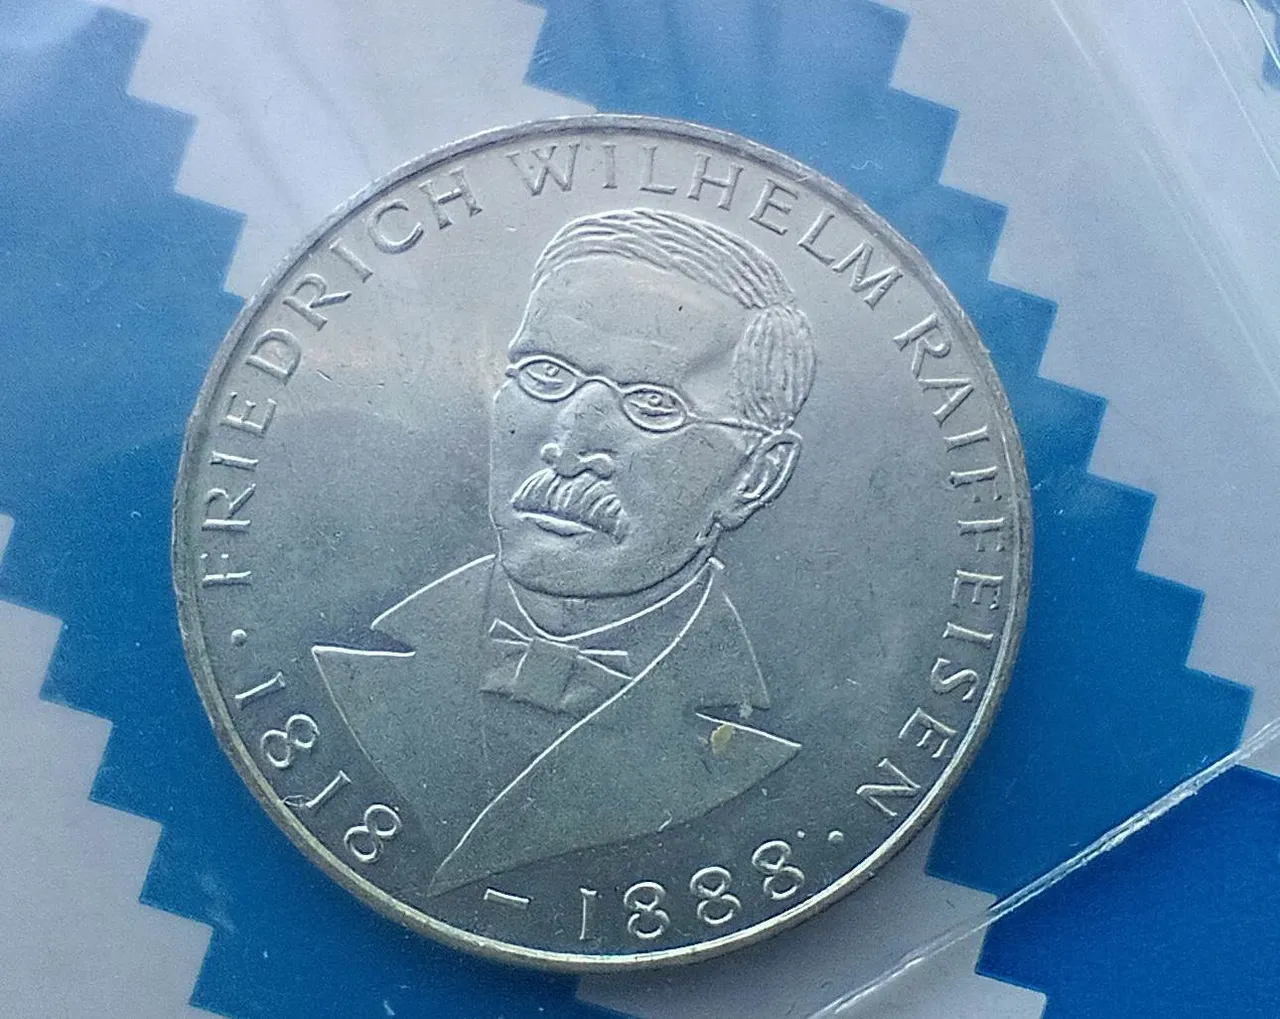 FRIEDRICH WILHELM RAIFFEISEN
· 1818 – 1888 ·